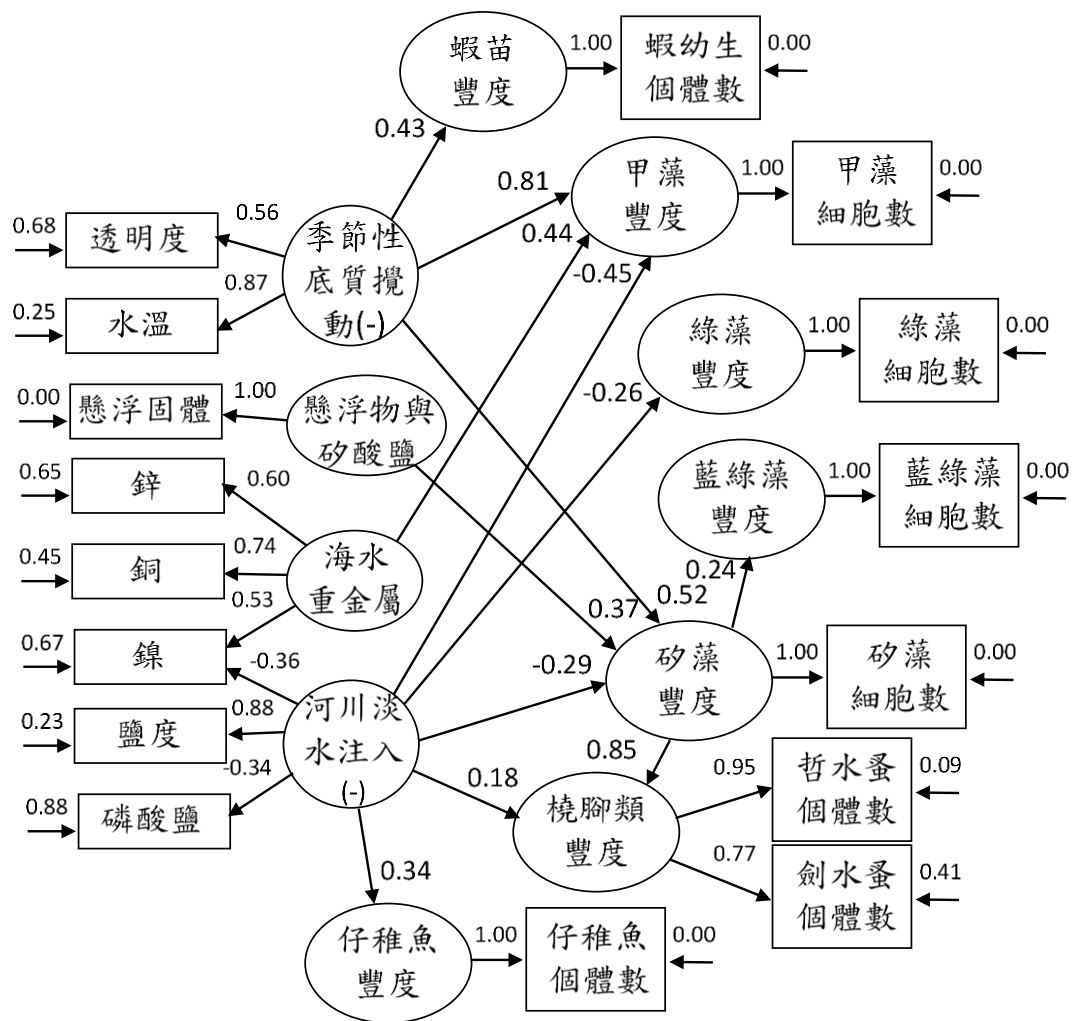 蝦苗
豐度
1.00
蝦幼生
個體數
0.00
0.43
甲藻
豐度
1.00
甲藻
細胞數
0.00
0.81
0.44
-0.45
0.68
透明度
0.56
季節性
底質攪
動(-)
0.25
水溫
0.87
綠藻
豐度
1.00
綠藻
細胞數
0.00
-0.26
0.00
懸浮固體
1.00
懸浮物與
矽酸鹽
0.65
鋅
0.60
藍綠藻
豐度
1.00
藍綠藻
細胞數
0.00
0.24
0.45
銅
0.74
海水
重金屬
0.53
0.37
0.52
0.67
鎳
-0.36
-0.29
矽藻
豐度
1.00
矽藻
細胞數
0.00
0.23
鹽度
0.88
河川淡
水注入
(-)
0.88
磷酸鹽
-0.34
0.18
0.85
橈腳類
豐度
0.95
哲水蚤
個體數
0.09
0.77
劍水蚤
個體數
0.41
0.34
仔稚魚
豐度
1.00
仔稚魚
個體數
0.00